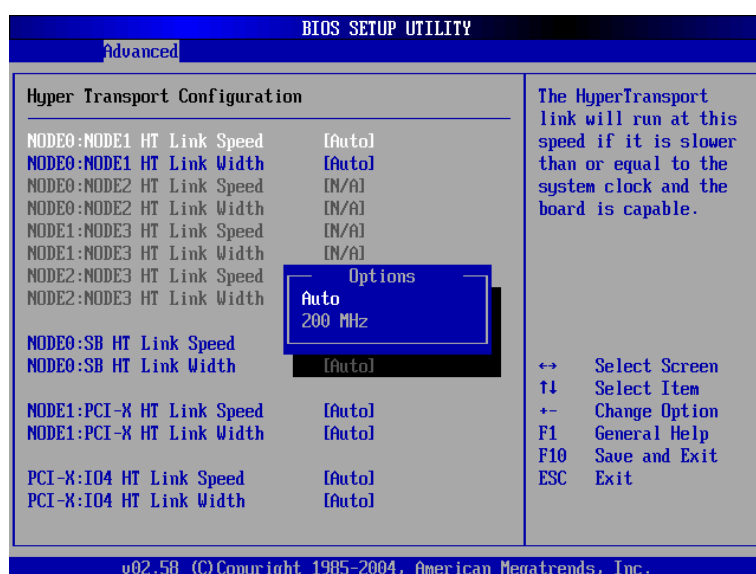 BIOS SETUP UTILITY
Advanced
Hyper Transport Configuration
NODE0:NODE1 HT Link Speed [Auto]
NODE0:NODE1 HT Link Width [Auto]
NODE0:NODE2 HT Link Speed [N/A]
NODE0:NODE2 HT Link Width [N/A]
NODE1:NODE3 HT Link Speed [N/A]
NODE1:NODE3 HT Link Width [N/A]
NODE2:NODE3 HT Link Speed
NODE2:NODE3 HT Link Width
Options
Auto
200 MHz
NODE0:SB HT Link Speed
NODE0:SB HT Link Width [Auto]
NODE1:PCI-X HT Link Speed [Auto]
NODE1:PCI-X HT Link Width [Auto]
PCI-X:IO4 HT Link Speed [Auto]
PCI-X:IO4 HT Link Width [Auto]
The HyperTransport
link will run at this
speed if it is slower
than or equal to the
system clock and the
board is capable.
↔ Select Screen
↑↓ Select Item
+- Change Option
F1 General Help
F10 Save and Exit
ESC Exit
v02.58 (C)Copyright 1985-2004, American Megatrends, Inc.